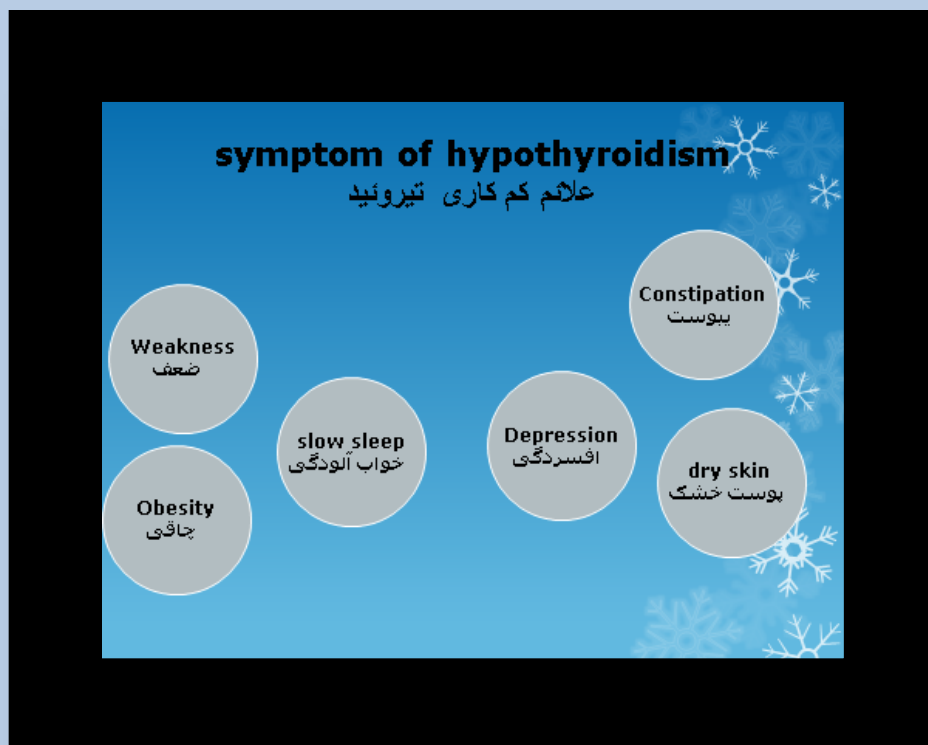 symptom of hypothyroidism
علائم کم کاری تیروئید
Constipation
یبوست
Weakness
ضعف
Depression
افسردگی
slow sleep
خواب آلودگی
dry skin
پوست خشک
Obesity
چاقی